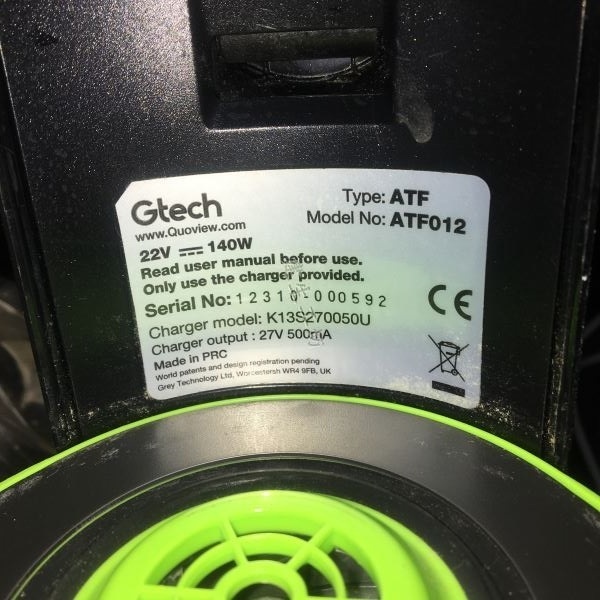 Gtech
www.Quoview.com
Type: ATF
Model No: ATF012
22V ⎓ 140W
Read user manual before use.
Only use the charger provided.
Serial No: 12310-000592
Charger model: K13S270050U
Charger output : 27V 500mA
Made in PRC
World patents and design registration pending
Grey Technology Ltd, Worcestersh WR4 9FB, UK
CE